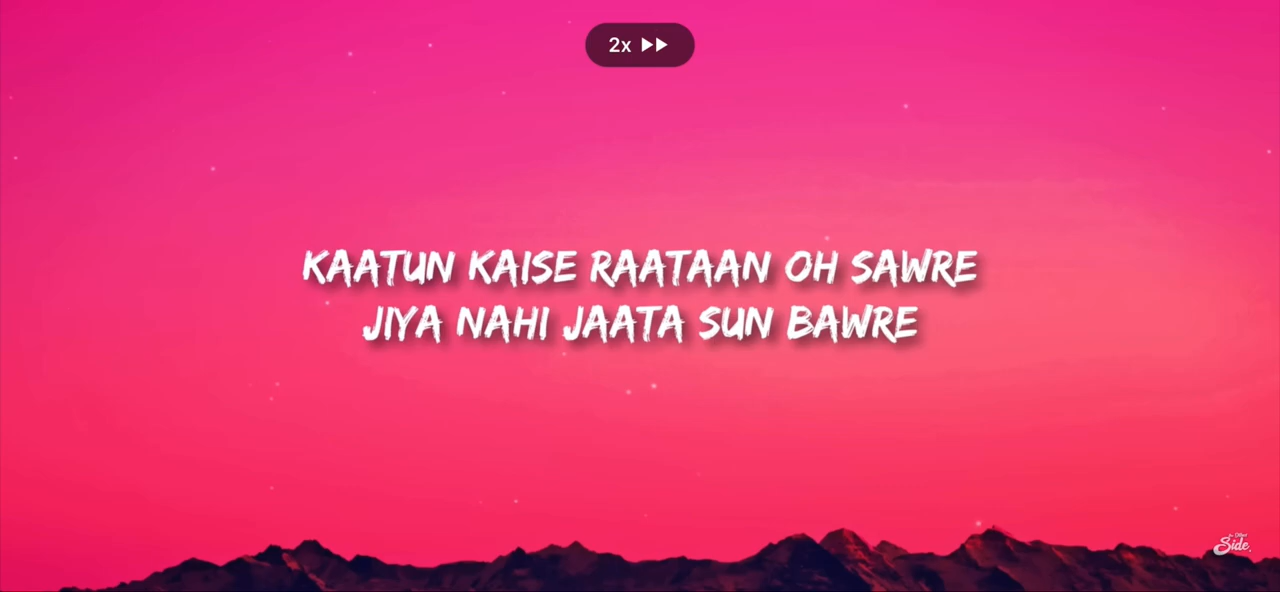 2x
KAATUN KAISE RAATAAN OH SAWRE
JIYA NAHI JAATA SUN BAWRE
Side.